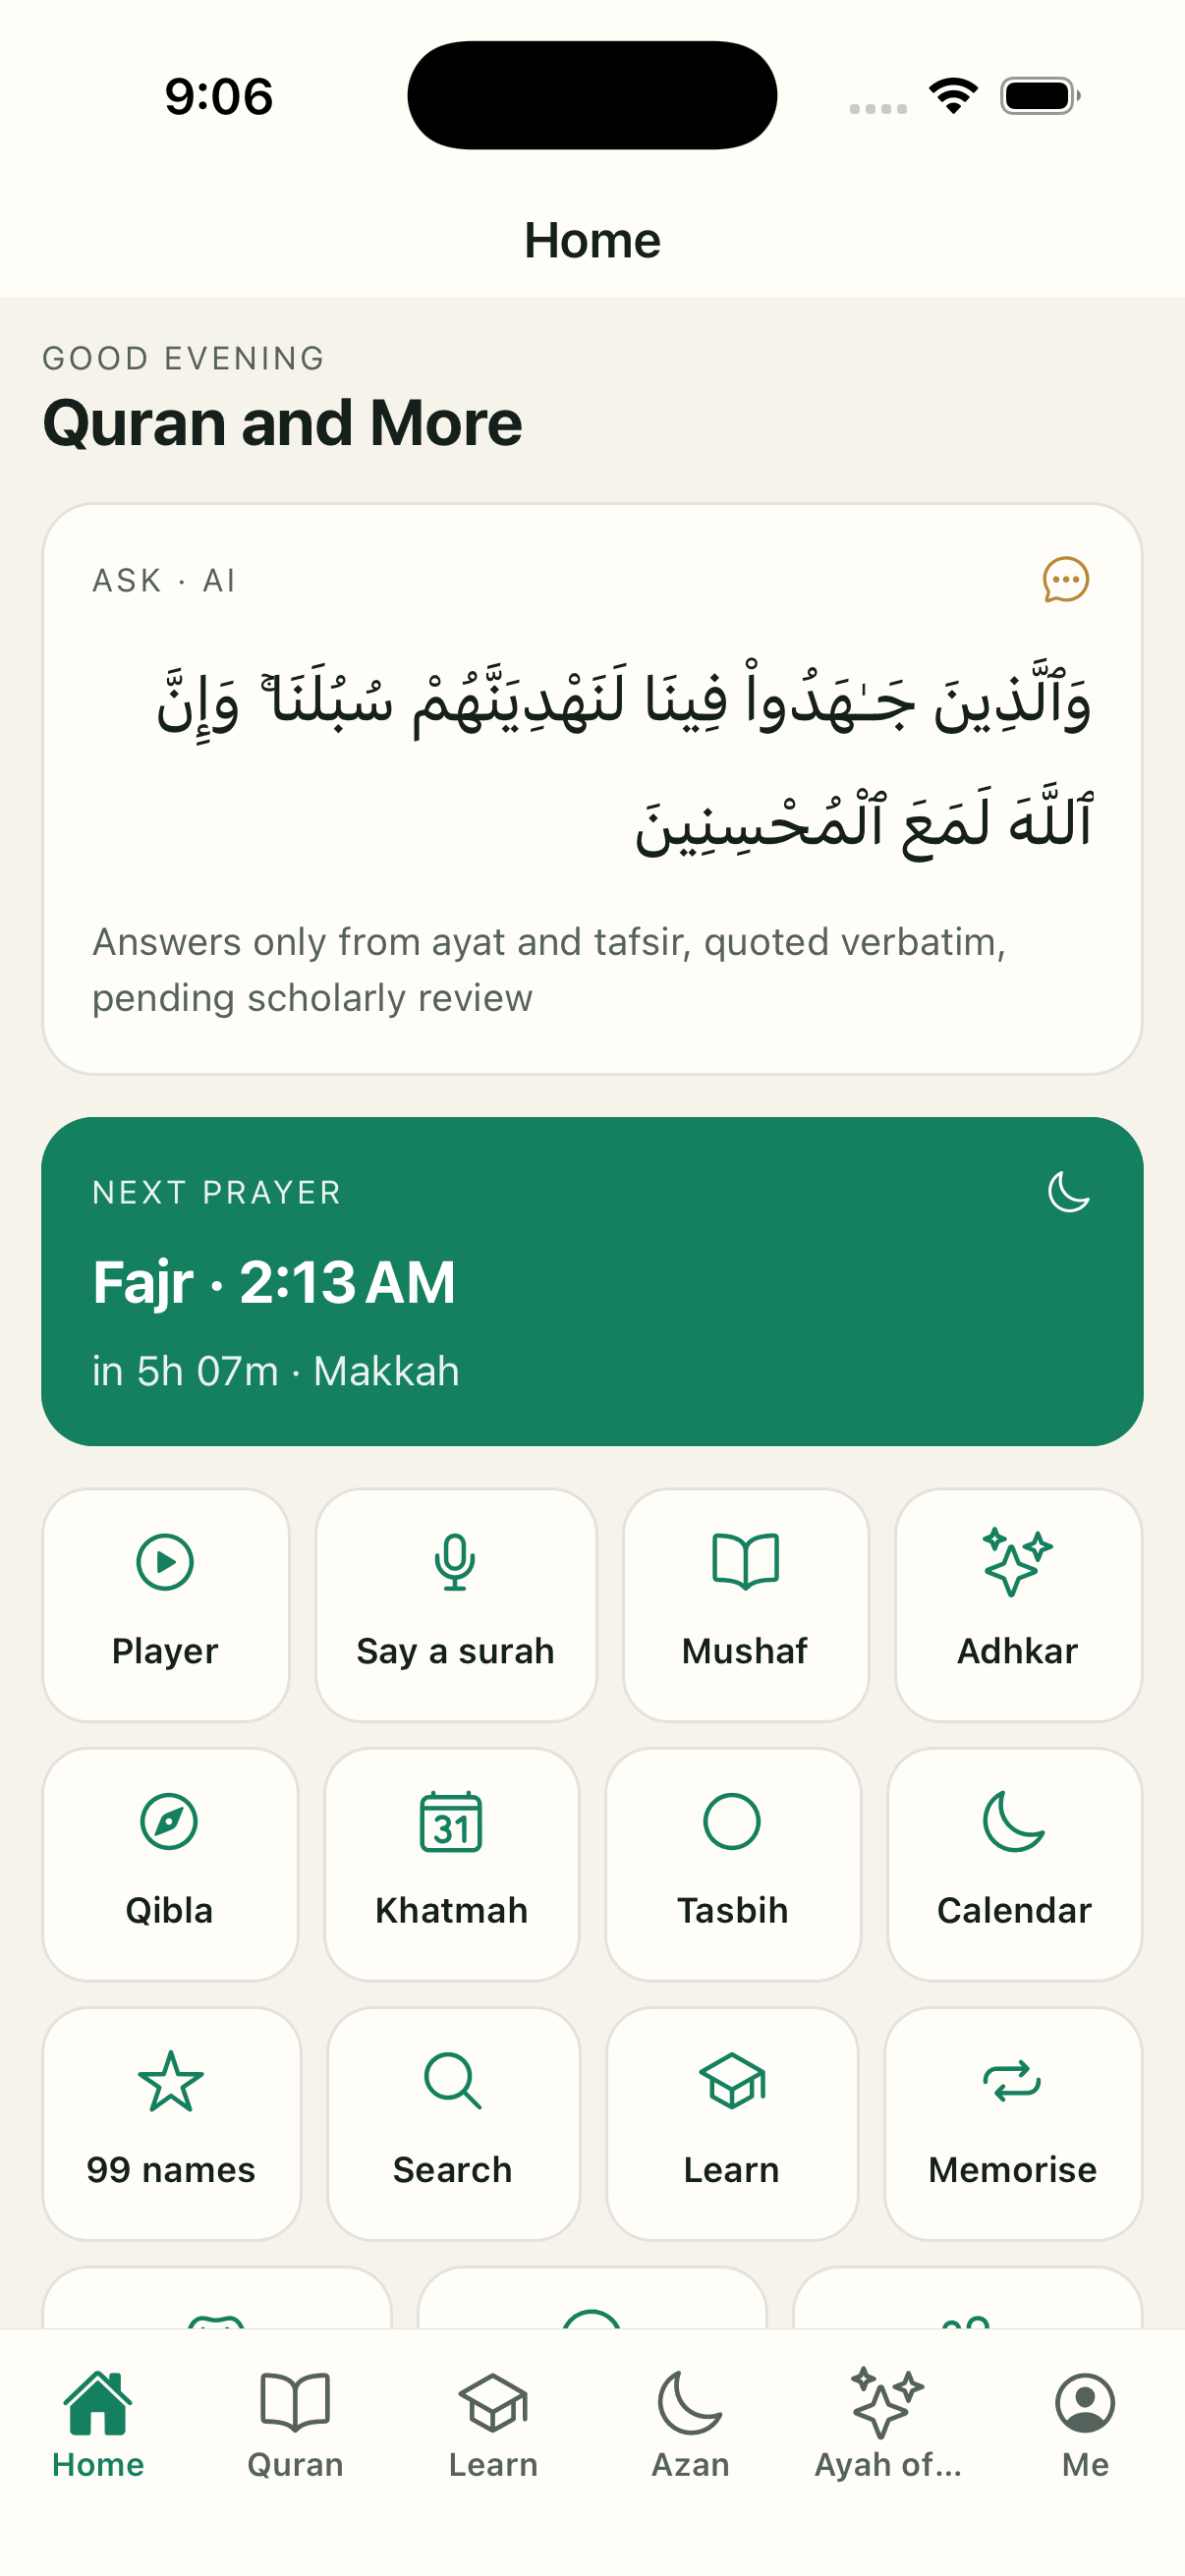 9:06
Home
GOOD EVENING
Quran and More
ASK · AI
وَٱلَّذِينَ جَـٰهَدُوا۟ فِينَا لَنَهْدِيَنَّهُمْ سُبُلَنَا ۚ وَإِنَّ
ٱللَّهَ لَمَعَ ٱلْمُحْسِنِينَ
Answers only from ayat and tafsir, quoted verbatim,
pending scholarly review
NEXT PRAYER
Fajr · 2:13 AM
in 5h 07m · Makkah
Player Say a surah Mushaf Adhkar
31
Qibla Khatmah Tasbih Calendar
99 names Search Learn Memorise
Home Quran Learn Azan Ayah of... Me